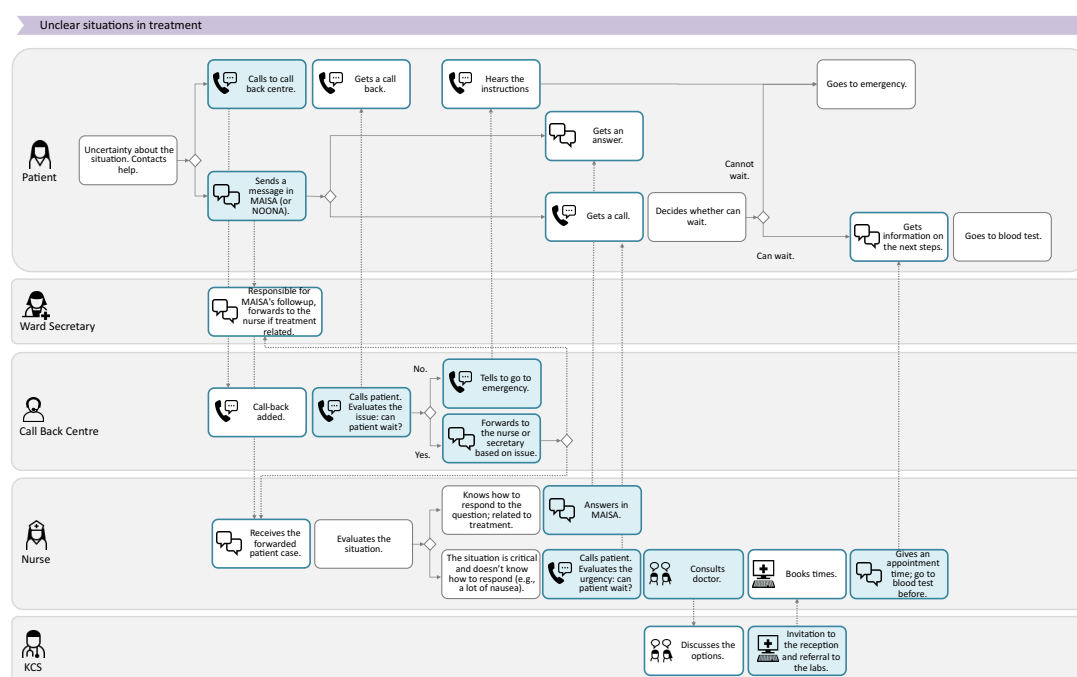 Unclear situations in treatment
Calls to call
back centre.
Gets a call
back.
Hears the
instructions
Goes to emergency.
Gets an
answer.
Uncertainty about the
situation. Contacts
help.
Patient
Sends a
message in
MAISA (or
NOONA).
Cannot
wait.
Gets a call.
Decides whether can
wait.
Can wait.
Gets
information on
the next steps.
Goes to blood test.
Ward Secretary
Responsible for
MAISA's follow-up,
forwards to the
nurse if treatment
related.
Call Back Centre
Call-back
added.
Calls patient.
Evaluates the
issue: can
patient wait?
No.
Tells to go to
emergency.
Yes.
Forwards to
the nurse or
secretary
based on issue.
Nurse
Receives the
forwarded
patient case.
Evaluates the
situation.
Knows how to
respond to the
question; related to
treatment.
Answers in
MAISA.
The situation is critical
and doesn't know
how to respond (e.g.,
a lot of nausea).
Calls patient.
Evaluates the
urgency: can
patient wait?
Consults
doctor.
Books times.
Gives an
appointment
time; go to
blood test
before.
KCS
Discusses the
options.
Invitation to
the reception
and referral to
the labs.